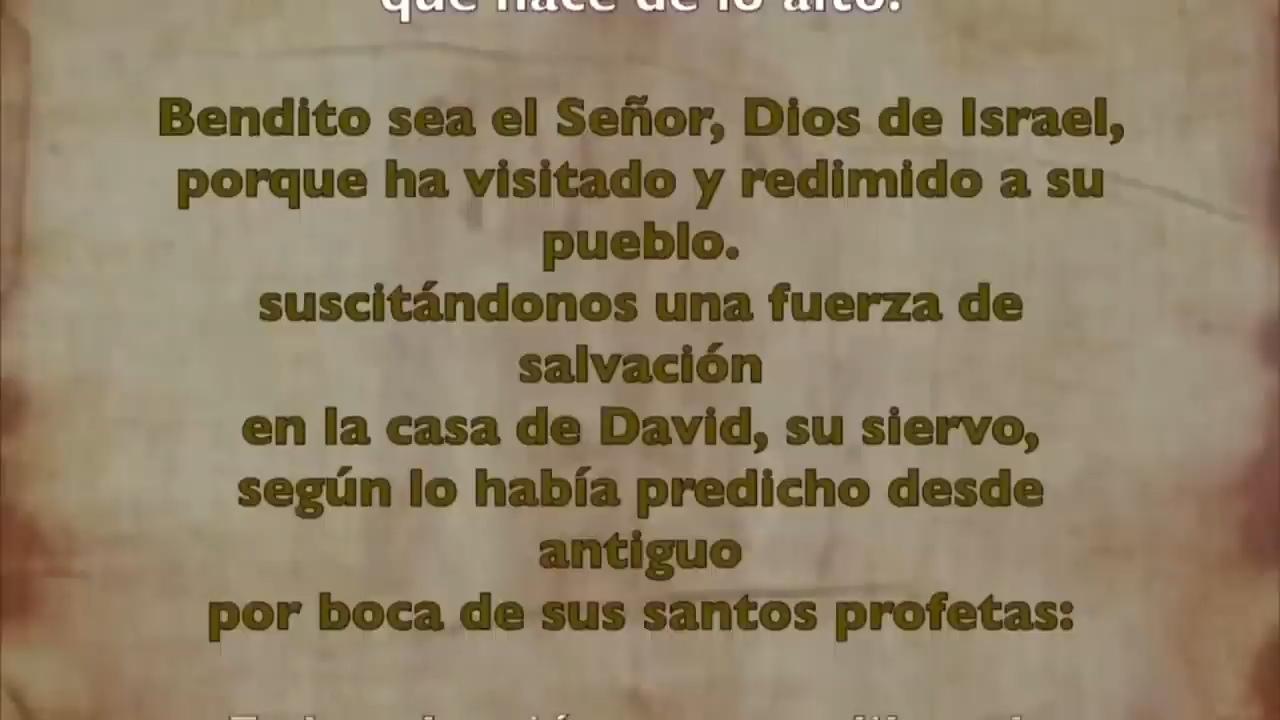 que nace de lo alto.
Bendito sea el Señor, Dios de Israel,
porque ha visitado y redimido a su
pueblo.
suscitándonos una fuerza de
salvación
en la casa de David, su siervo,
según lo había predicho desde
antiguo
por boca de sus santos profetas: